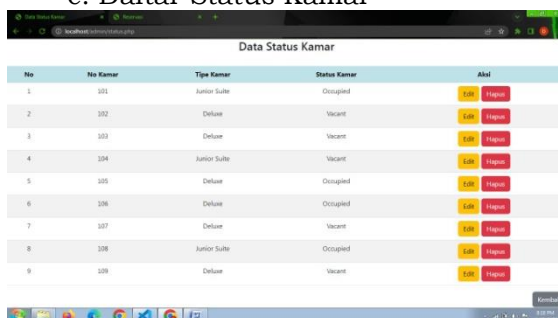 c. Daftar Status Kamar
Data Status Kamar
Reservasi
localhost/admin/status.php
Data Status Kamar
No No Kamar Tipe Kamar Status Kamar Aksi
1 101 Junior Suite Occupied Edit Hapus
2 102 Deluxe Vacant Edit Hapus
3 103 Deluxe Vacant Edit Hapus
4 104 Junior Suite Vacant Edit Hapus
5 105 Deluxe Occupied Edit Hapus
6 106 Deluxe Occupied Edit Hapus
7 107 Deluxe Vacant Edit Hapus
8 108 Junior Suite Occupied Edit Hapus
9 109 Deluxe Vacant Edit Hapus